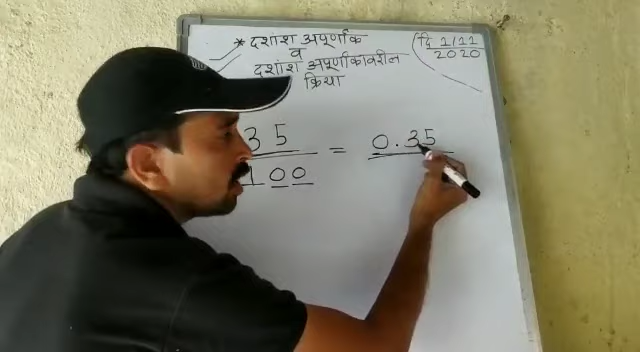 * दशांश अपूर्णांक
व
दशांश अपूर्णांकावरील
क्रिया
दि 1/11
2020
35
100
= 0.35